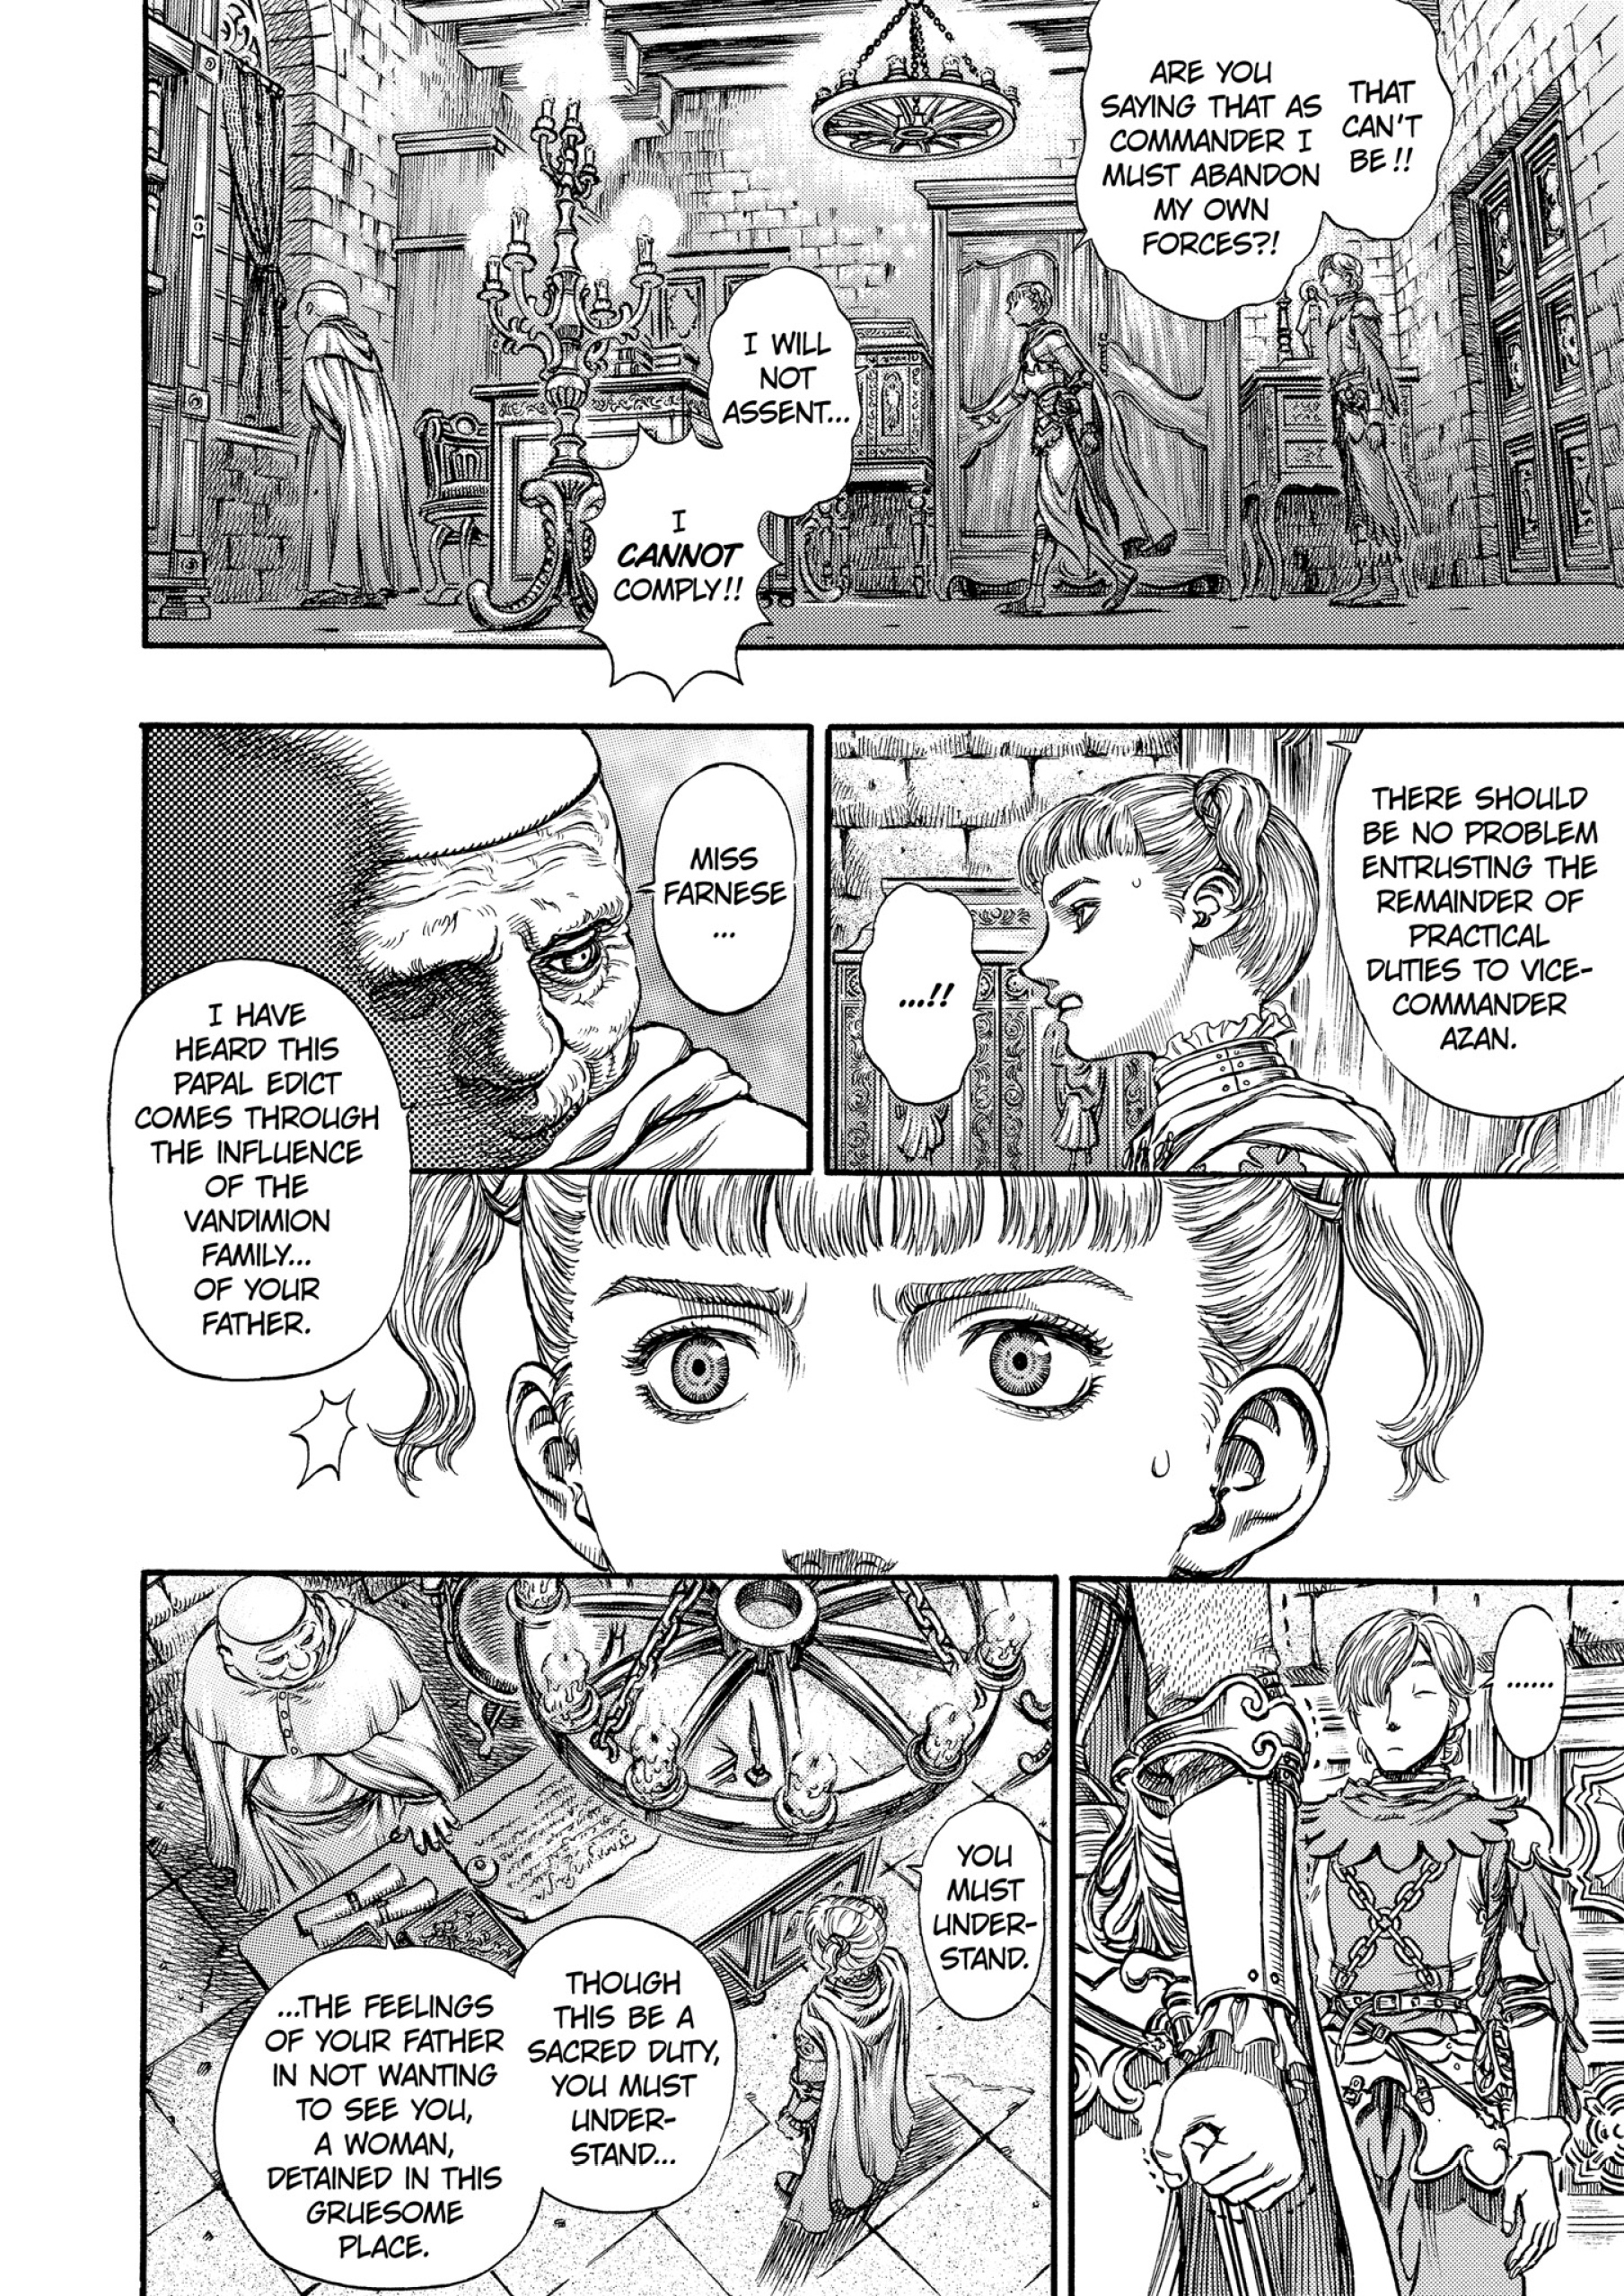 THAT
CAN'T
BE!!
ARE YOU
SAYING THAT AS
COMMANDER I
MUST ABANDON
MY OWN
FORCES?!
I WILL
NOT
ASSENT...
I
CANNOT
COMPLY!!
THERE SHOULD
BE NO PROBLEM
ENTRUSTING THE
REMAINDER OF
PRACTICAL
DUTIES TO VICE-
COMMANDER
AZAN.
...!!
MISS
FARNESE
...
I HAVE
HEARD THIS
PAPAL EDICT
COMES THROUGH
THE INFLUENCE
OF THE
VANDIMION
FAMILY...
OF YOUR
FATHER.
......
YOU
MUST
UNDER-
STAND.
THOUGH
THIS BE A
SACRED DUTY,
YOU MUST
UNDER-
STAND...
...THE FEELINGS
OF YOUR FATHER
IN NOT WANTING
TO SEE YOU,
A WOMAN,
DETAINED IN THIS
GRUESOME
PLACE.